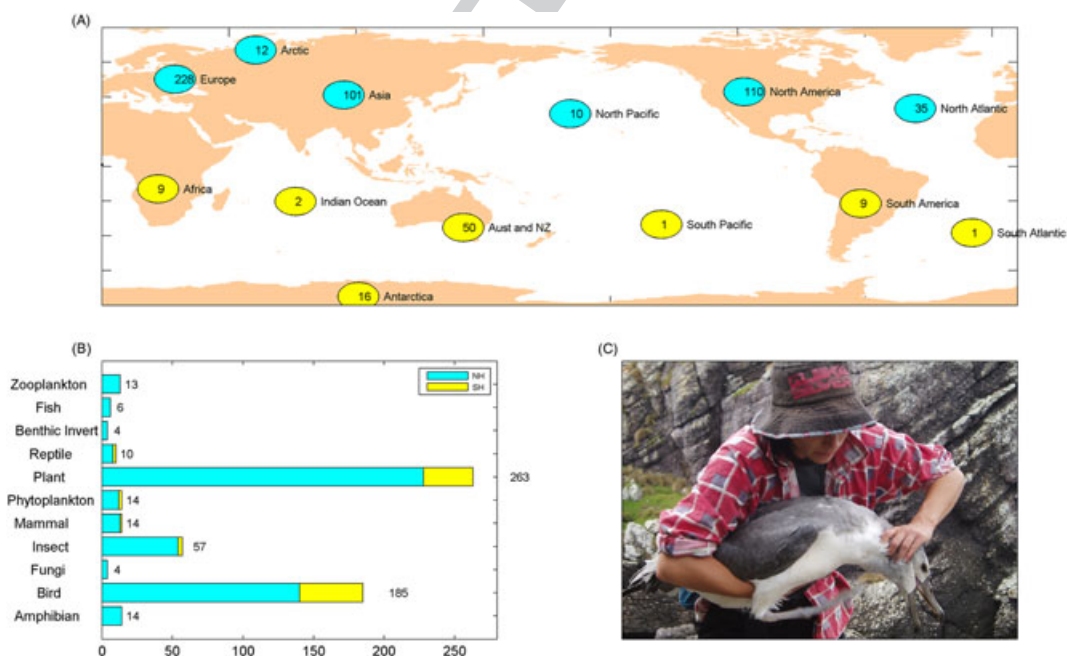 (A)
12 Arctic
228 Europe
101 Asia
110 North America
35 North Atlantic
10 North Pacific
9 Africa
2 Indian Ocean
9 South America
50 Aust and NZ
1 South Pacific
1 South Atlantic
16 Antarctica
(B)
NH
SH
Zooplankton 13
Fish 6
Benthic Invert 4
Reptile 10
Plant 263
Phytoplankton 14
Mammal 14
Insect 57
Fungi 4
Bird 185
Amphibian 14
0 50 100 150 200 250
(C)